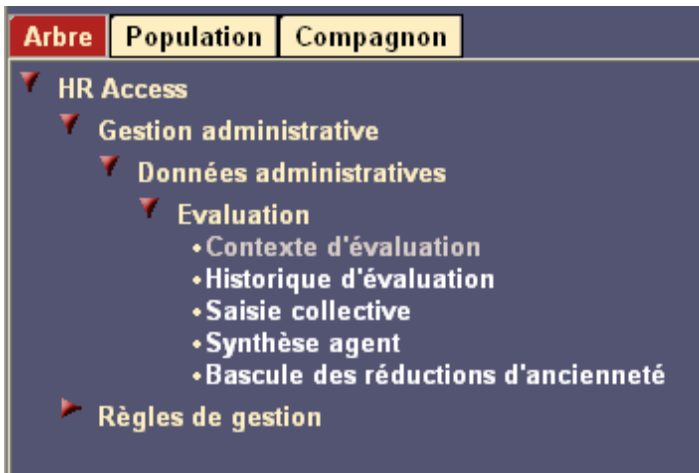 Arbre Population Compagnon
HR Access
Gestion administrative
Données administratives
Evaluation
•Contexte d'évaluation
•Historique d'évaluation
•Saisie collective
•Synthèse agent
•Bascule des réductions d'ancienneté
Règles de gestion